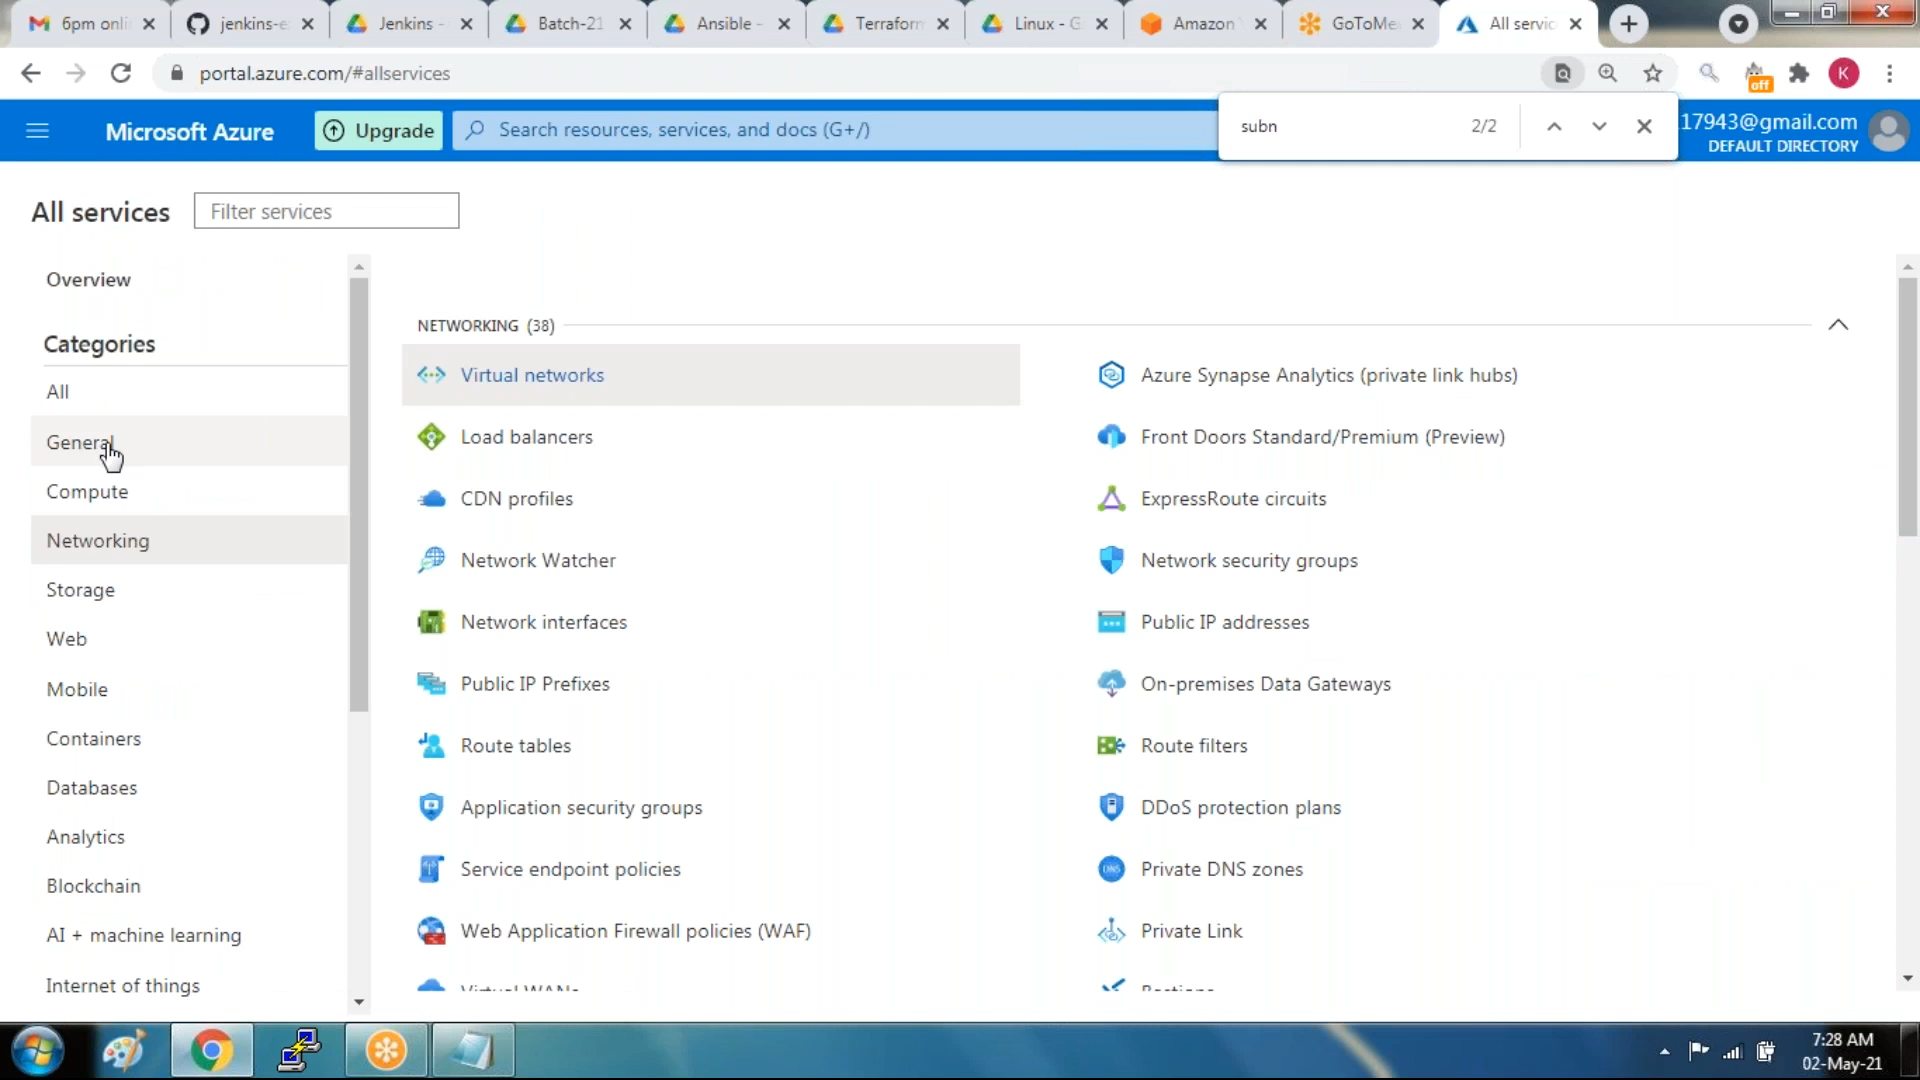 6pm onli
jenkins-e
Jenkins -
Batch-21
Ansible -
Terraform
Linux - G
Amazon
GoToMe
All servic
portal.azure.com/#allservices
off
K
Microsoft Azure
Upgrade
Search resources, services, and docs (G+/)
subn
2/2
17943@gmail.com
DEFAULT DIRECTORY
All services
Filter services
Overview
Categories
All
General
Compute
Networking
Storage
Web
Mobile
Containers
Databases
Analytics
Blockchain
AI + machine learning
Internet of things
NETWORKING (38)
Virtual networks
Azure Synapse Analytics (private link hubs)
Load balancers
Front Doors Standard/Premium (Preview)
CDN profiles
ExpressRoute circuits
Network Watcher
Network security groups
Network interfaces
Public IP addresses
Public IP Prefixes
On-premises Data Gateways
Route tables
Route filters
Application security groups
DDoS protection plans
Service endpoint policies
Private DNS zones
Web Application Firewall policies (WAF)
Private Link
Virtual WANs
Bastions
7:28 AM
02-May-21